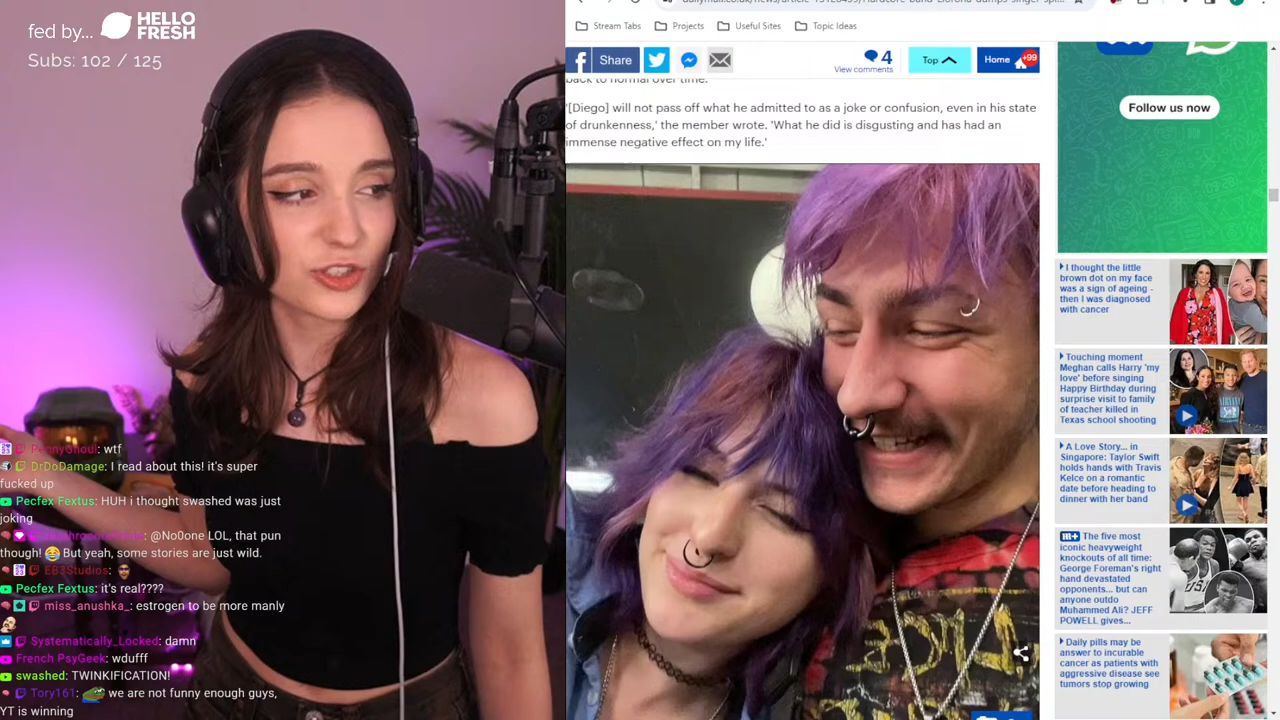 fed by... HELLO FRESH
Subs: 102 / 125
Stream Tabs
Projects
Useful Sites
Topic Ideas
Share
4
View comments
Top
Home
+99
back to normal over time.
'[Diego] will not pass off what he admitted to as a joke or confusion, even in his state
of drunkenness,' the member wrote. 'What he did is disgusting and has had an
immense negative effect on my life.'
Follow us now
I thought the little
brown dot on my face
was a sign of ageing -
then I was diagnosed
with cancer
Touching moment
Meghan calls Harry 'my
love' before singing
Happy Birthday during
surprise visit to family
of teacher killed in
Texas school shooting
A Love Story... in
Singapore: Taylor Swift
holds hands with Travis
Kelce on a romantic
date before heading to
dinner with her band
M+ The five most
iconic heavyweight
knockouts of all time:
George Foreman's right
hand devastated
opponents... but can
anyone outdo
Muhammad Ali? JEFF
POWELL gives...
Daily pills may be
answer to incurable
cancer as patients with
aggressive disease see
tumors stop growing
PennyGhoul: wtf
DrDoDamage: I read about this! it's super
fucked up
Pecfex Fextus: HUH i thought swashed was just
joking
@No0one LOL, that pun
though! 😂 But yeah, some stories are just wild.
EB3Studios:
Pecfex Fextus: it's real????
miss_anushka_: estrogen to be more manly
Systematically_Locked: damn
French PsyGeek: wdufff
swashed: TWINKIFICATION!
Tory161: we are not funny enough guys,
YT is winning